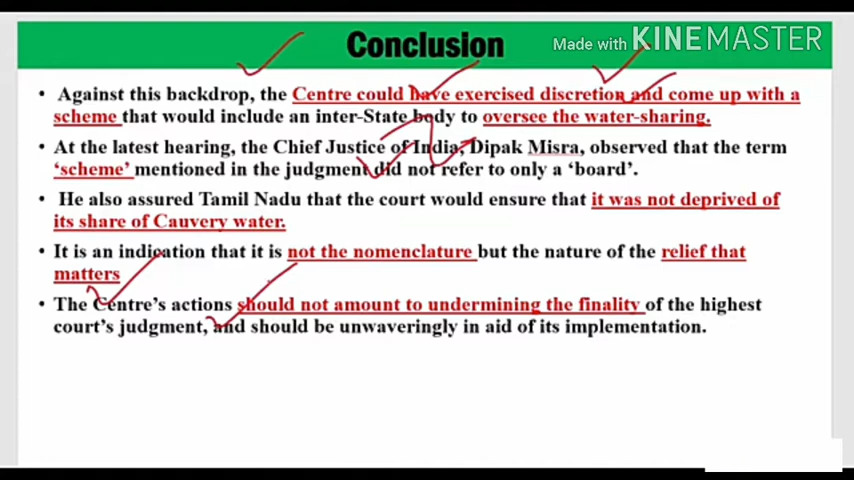 Conclusion
Made with KINEMASTER
• Against this backdrop, the Centre could have exercised discretion and come up with a
scheme that would include an inter-State body to oversee the water-sharing.
• At the latest hearing, the Chief Justice of India, Dipak Misra, observed that the term
‘scheme’ mentioned in the judgment did not refer to only a ‘board’.
• He also assured Tamil Nadu that the court would ensure that it was not deprived of
its share of Cauvery water.
• It is an indication that it is not the nomenclature but the nature of the relief that
matters
• The Centre’s actions should not amount to undermining the finality of the highest
court’s judgment, and should be unwaveringly in aid of its implementation.